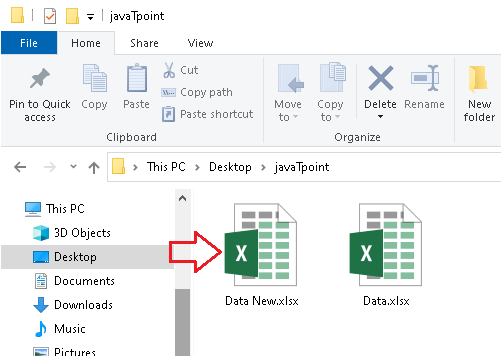 javaTpoint
File Home Share View
Pin to Quick access
Copy
Paste
Cut
Copy path
Paste shortcut
Move to
Copy to
Delete
Rename
New folder
Clipboard Organize
This PC Desktop javaTpoint
This PC
3D Objects
Desktop
Documents
Downloads
Music
Pictures
X
Data New.xlsx
X
Data.xlsx